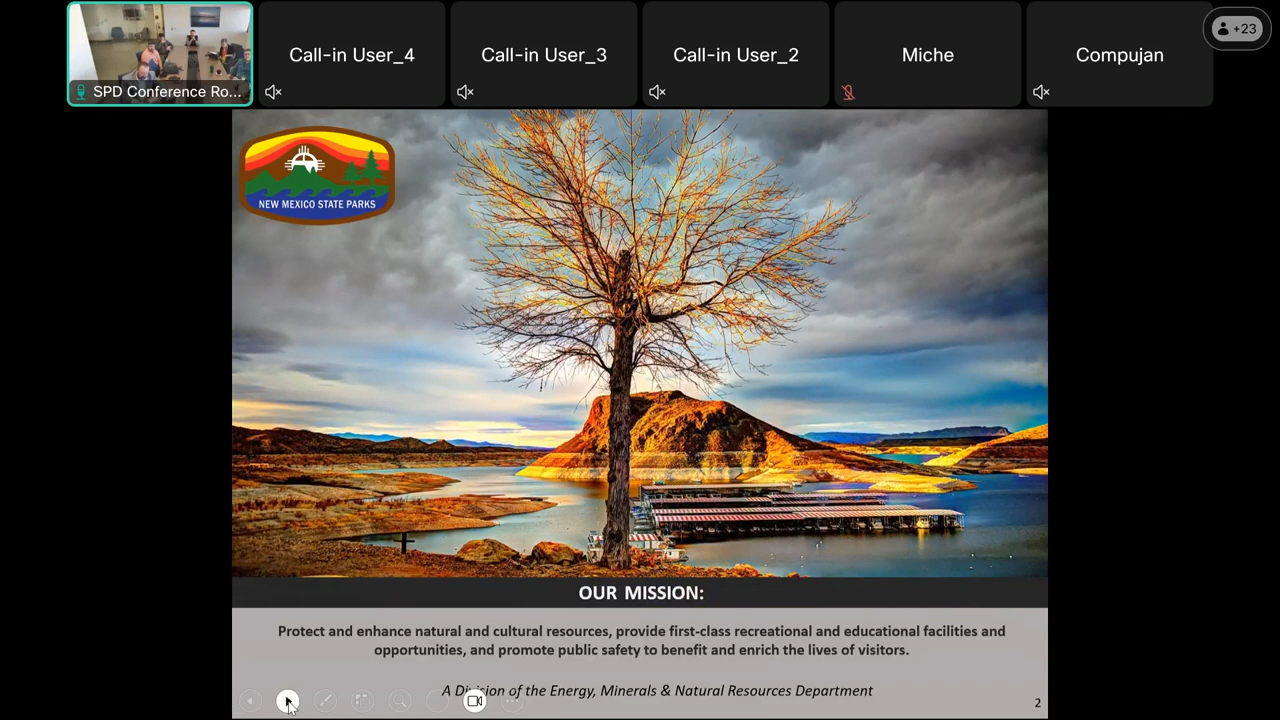 SPD Conference Ro...
Call-in User_4
Call-in User_3
Call-in User_2
Miche
Compujan
+23
NEW MEXICO STATE PARKS
OUR MISSION:
Protect and enhance natural and cultural resources, provide first-class recreational and educational facilities and
opportunities, and promote public safety to benefit and enrich the lives of visitors.
A Division of the Energy, Minerals & Natural Resources Department
2